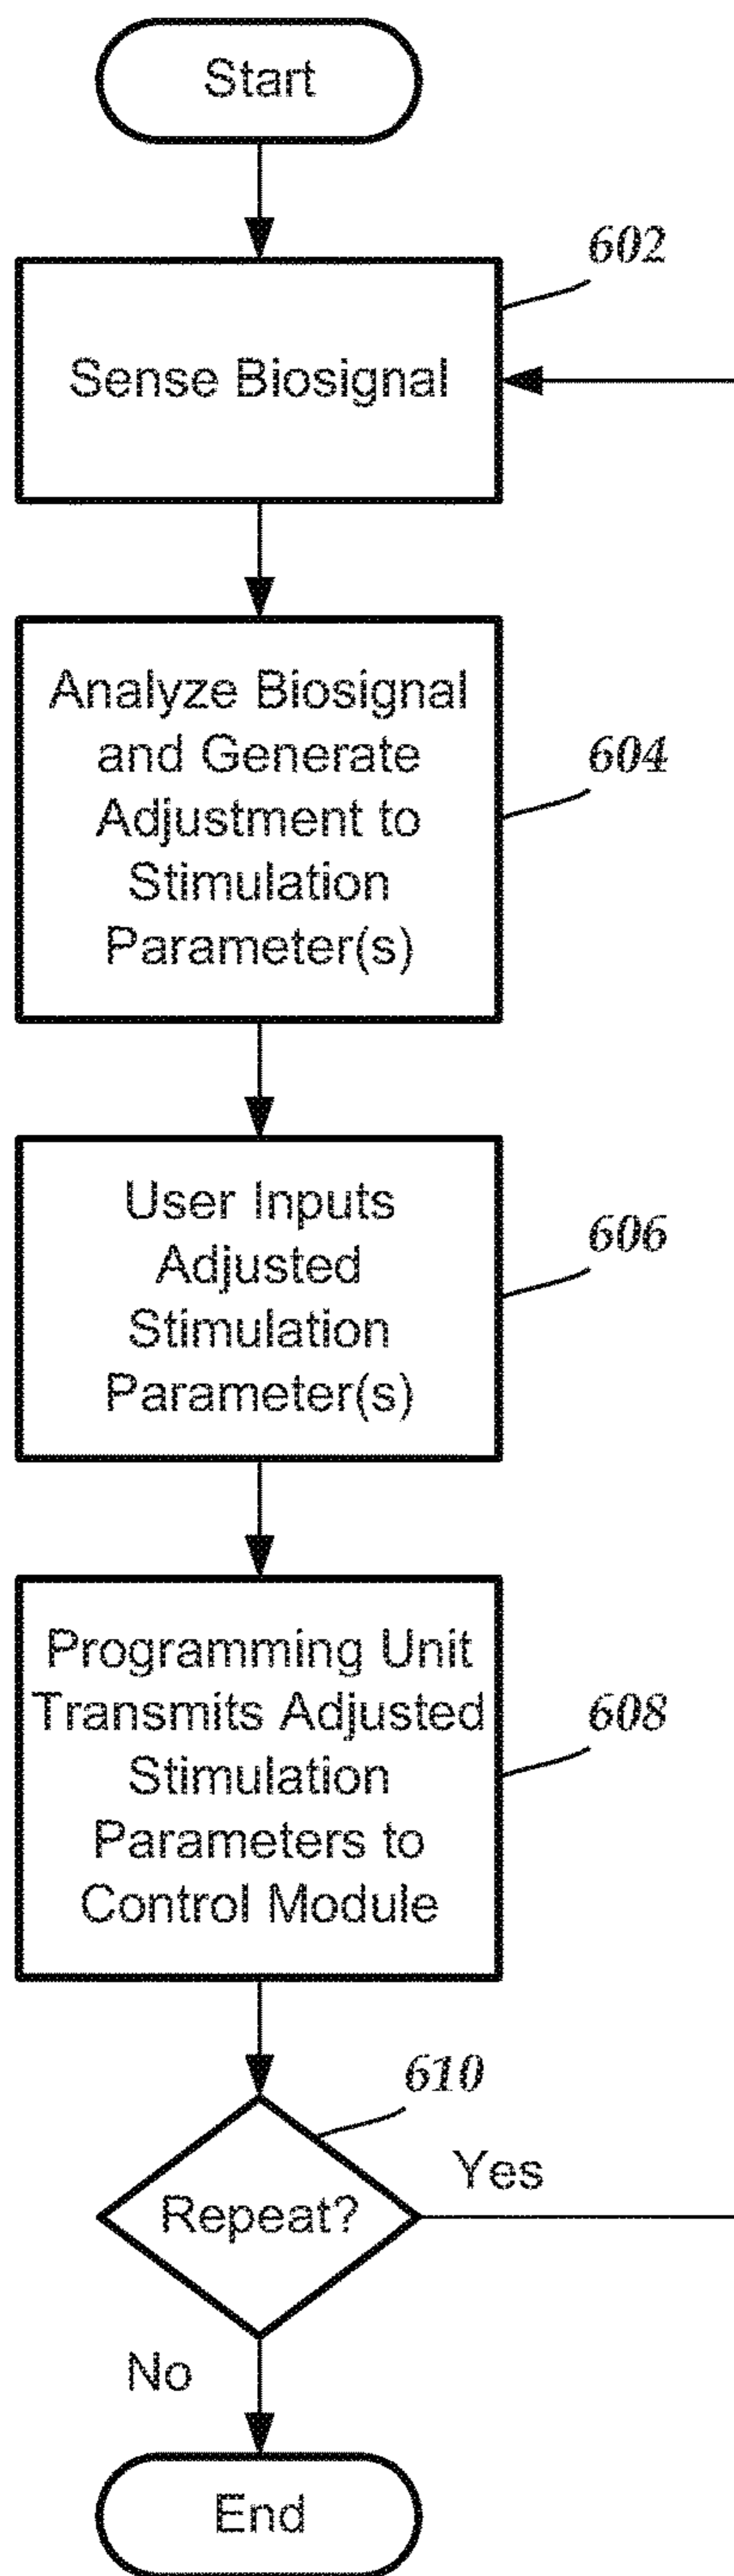 Start
602
Sense Biosignal
Analyze Biosignal
and Generate
Adjustment to
Stimulation
Parameter(s)
604
User Inputs
Adjusted
Stimulation
Parameter(s)
606
Programming Unit
Transmits Adjusted
Stimulation
Parameters to
Control Module
608
610
Repeat?
Yes
No
End